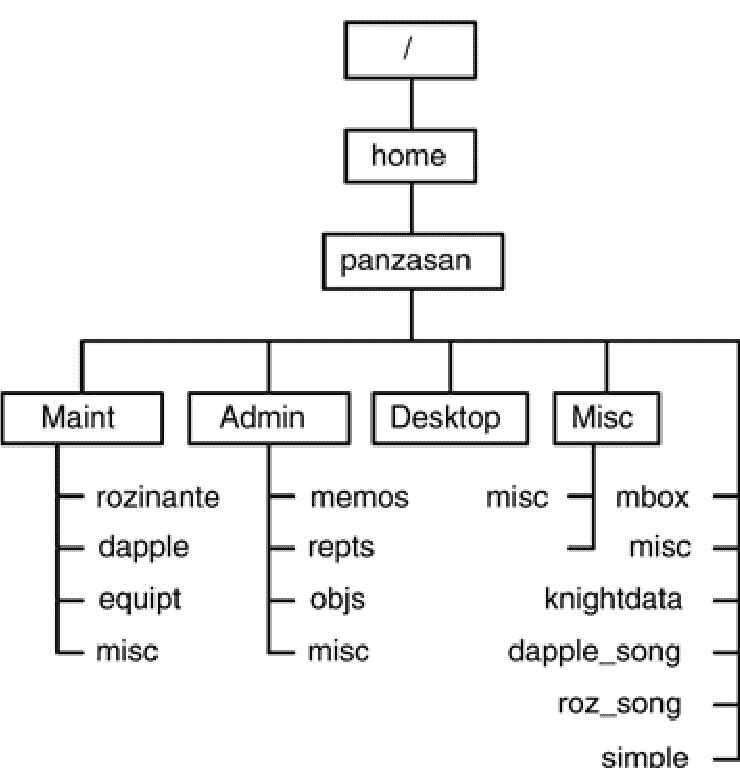 /
home
panzasan
Maint Admin Desktop Misc
rozinante memos misc mbox
dapple repts misc
equipt objs knightdata
misc misc dapple_song
roz_song
simple